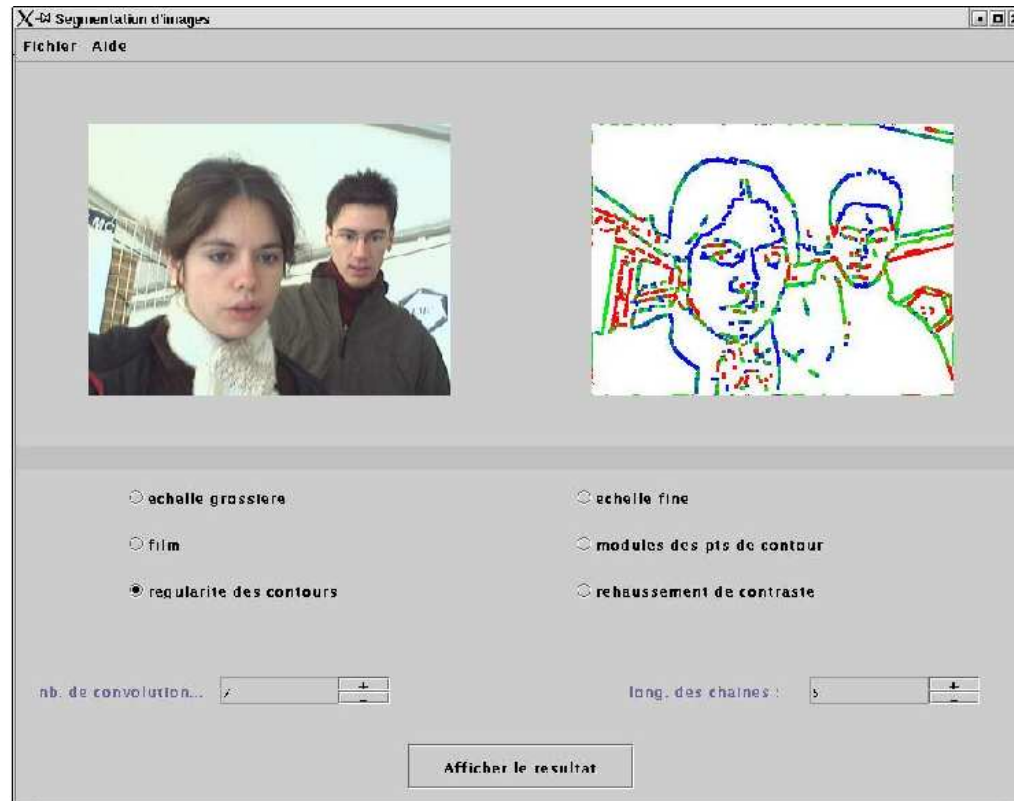 Segmentation d'images
Fichier Aide
echelle grossiere
echelle fine
film
modules des pts de contour
regularite des contours
rehaussement de contraste
nb. de convolution... 7 + -
long. des chaines : 5 + -
Afficher le resultat